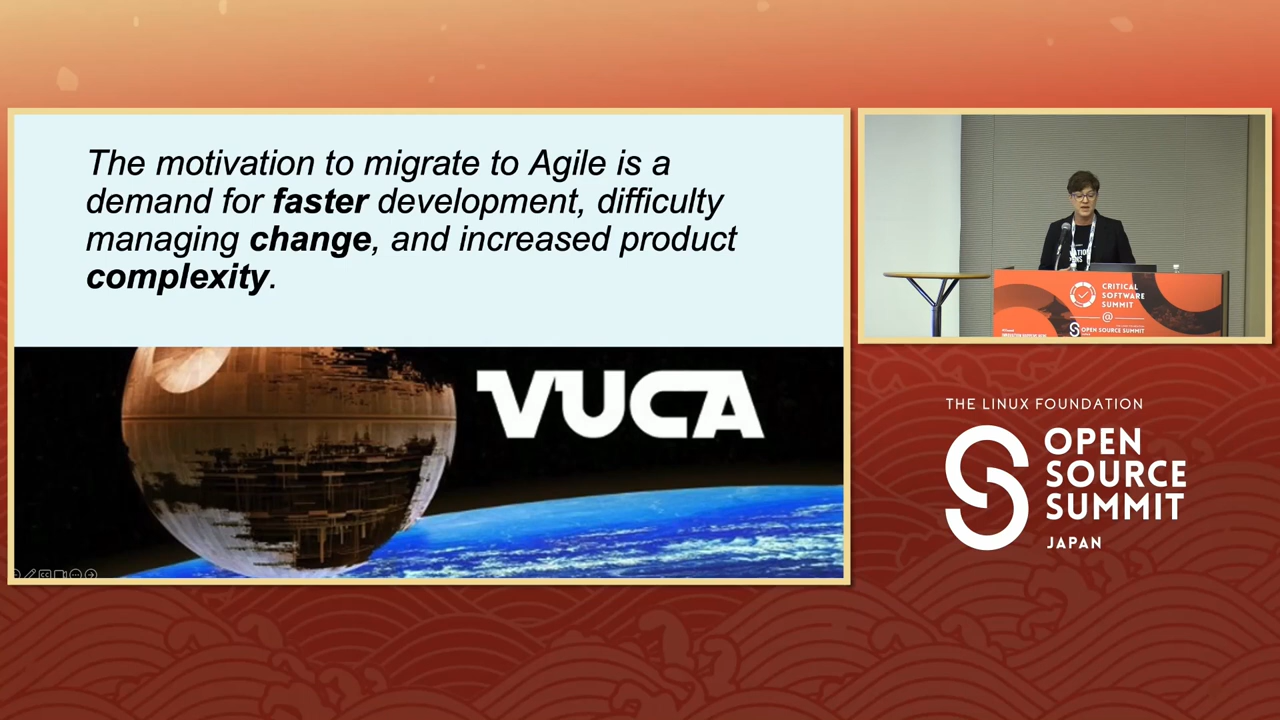 The motivation to migrate to Agile is a
demand for faster development, difficulty
managing change, and increased product
complexity.
VUCA
CRITICAL
SOFTWARE
SUMMIT
@
OPEN SOURCE SUMMIT
THE LINUX FOUNDATION
OPEN
SOURCE
SUMMIT
JAPAN